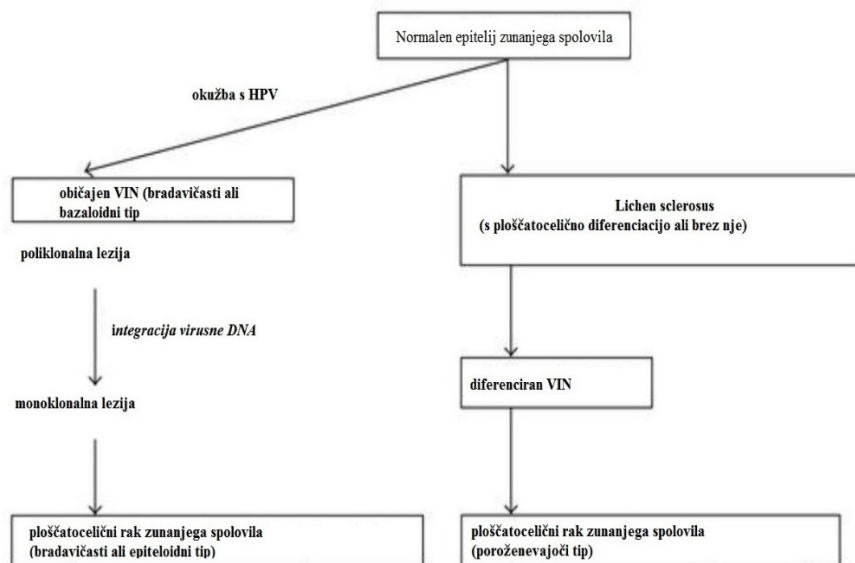 Normalen epitelij zunanjega spolovila
okužba s HPV
običajen VIN (bradavičasti ali
bazaloidni tip
poliklonalna lezija
integracija virusne DNA
monoklonalna lezija
ploščatocelični rak zunanjega spolovila
(bradavičasti ali epiteloidni tip)
Lichen sclerosus
(s ploščatocelično diferenciacijo ali brez nje)
diferenciran VIN
ploščatocelični rak zunanjega spolovila
(poroženevajoči tip)